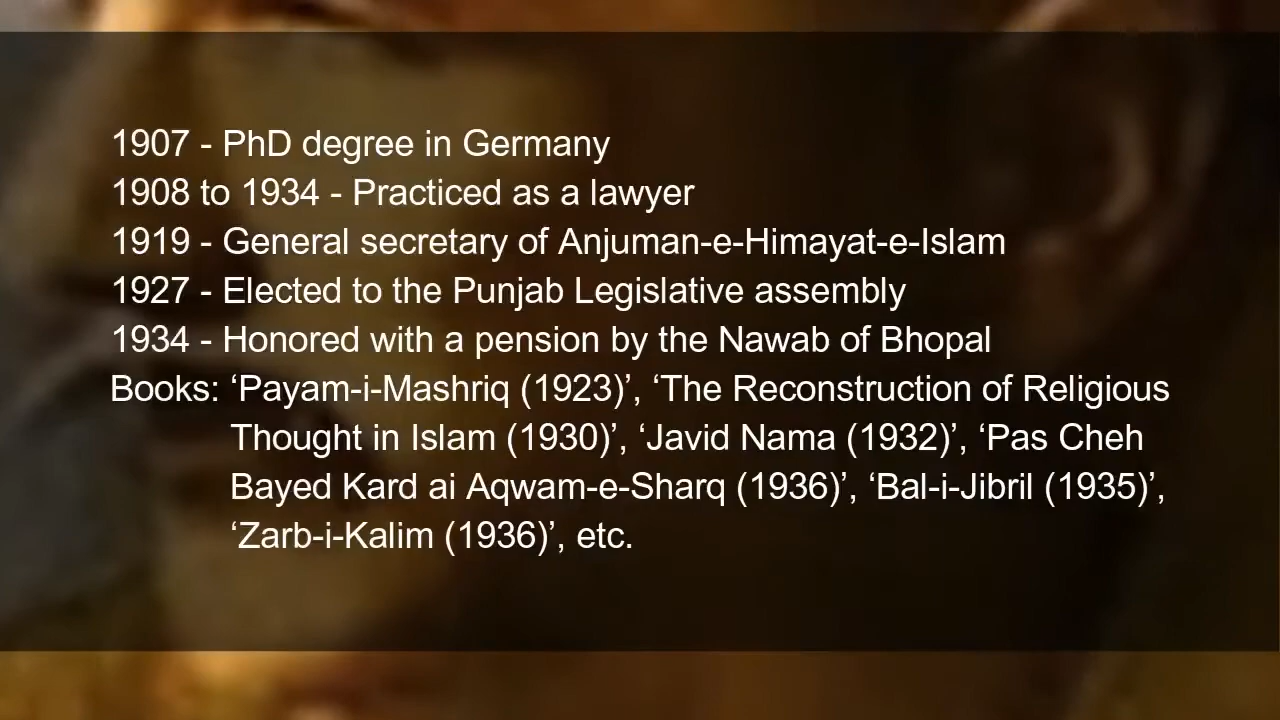 1907 - PhD degree in Germany
1908 to 1934 - Practiced as a lawyer
1919 - General secretary of Anjuman-e-Himayat-e-Islam
1927 - Elected to the Punjab Legislative assembly
1934 - Honored with a pension by the Nawab of Bhopal
Books: ‘Payam-i-Mashriq (1923)’, ‘The Reconstruction of Religious
Thought in Islam (1930)’, ‘Javid Nama (1932)’, ‘Pas Cheh
Bayed Kard ai Aqwam-e-Sharq (1936)’, ‘Bal-i-Jibril (1935)’,
‘Zarb-i-Kalim (1936)’, etc.